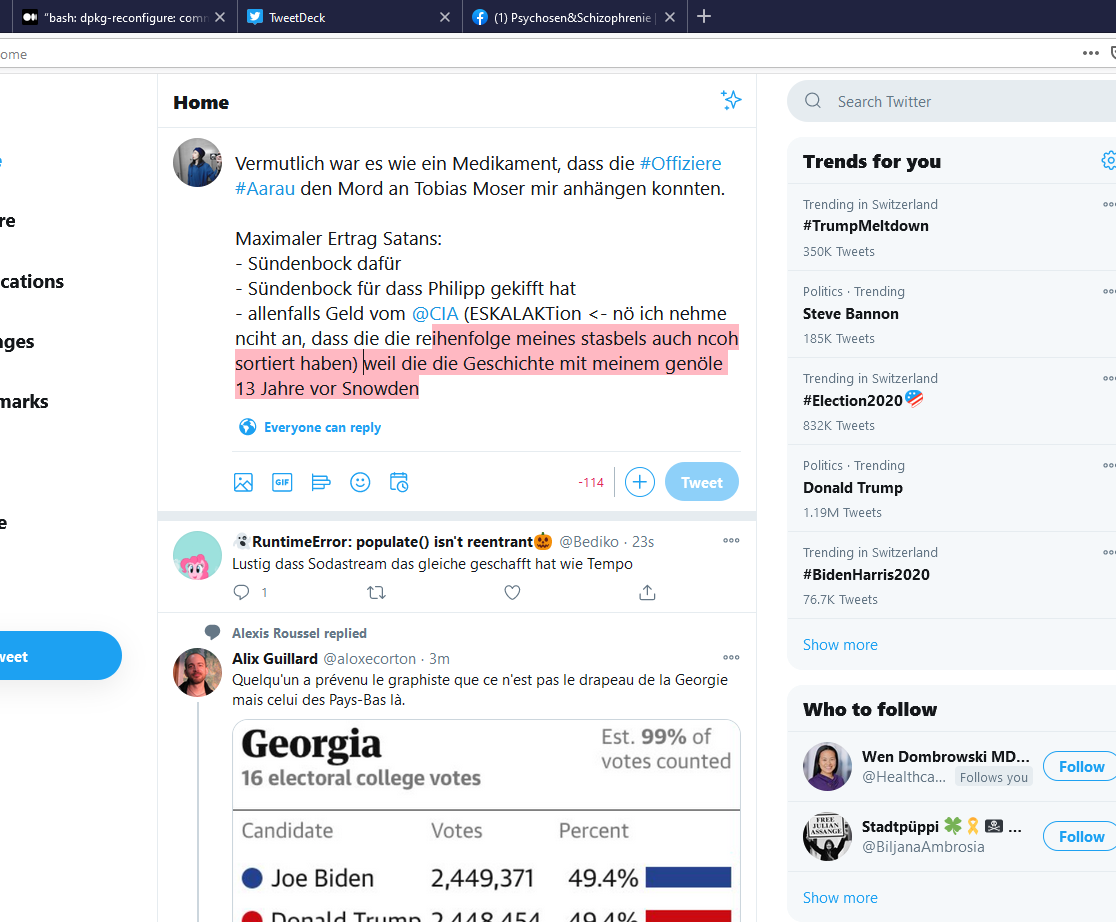 "bash: dpkg-reconfigure: comm
TweetDeck
(1) Psychosen&Schizophrenie
ome
re
cations
ges
marks
e
weet
Home
Vermutlich war es wie ein Medikament, dass die #Offiziere
#Aarau den Mord an Tobias Moser mir anhängen konnten.
Maximaler Ertrag Satans:
- Sündenbock dafür
- Sündenbock für dass Philipp gekifft hat
- allenfalls Geld vom @CIA (ESKALAKTion <- nö ich nehme
nciht an, dass die die reihenfolge meines stasbels auch ncoh
sortiert haben) weil die die Geschichte mit meinem genöle
13 Jahre vor Snowden
Everyone can reply
GIF
-114
Tweet
RuntimeError: populate() isn't reentrant @Bediko · 23s
Lustig dass Sodastream das gleiche geschafft hat wie Tempo
1
Alexis Roussel replied
Alix Guillard @aloxecorton · 3m
Quelqu'un a prévenu le graphiste que ce n'est pas le drapeau de la Georgie
mais celui des Pays-Bas là.
Georgia
16 electoral college votes
Est. 99% of
votes counted
Candidate Votes Percent
Joe Biden 2,449,371 49.4%
Donald Trump 2,448,454 49.4%
Search Twitter
Trends for you
Trending in Switzerland
#TrumpMeltdown
350K Tweets
Politics · Trending
Steve Bannon
185K Tweets
Trending in Switzerland
#Election2020
832K Tweets
Politics · Trending
Donald Trump
1.19M Tweets
Trending in Switzerland
#BidenHarris2020
76.7K Tweets
Show more
Who to follow
Wen Dombrowski MD...
@Healthca... Follows you
Follow
FREE
JULIAN
ASSANGE
Stadtpüppi ...
@BiljanaAmbrosia
Follow
Show more